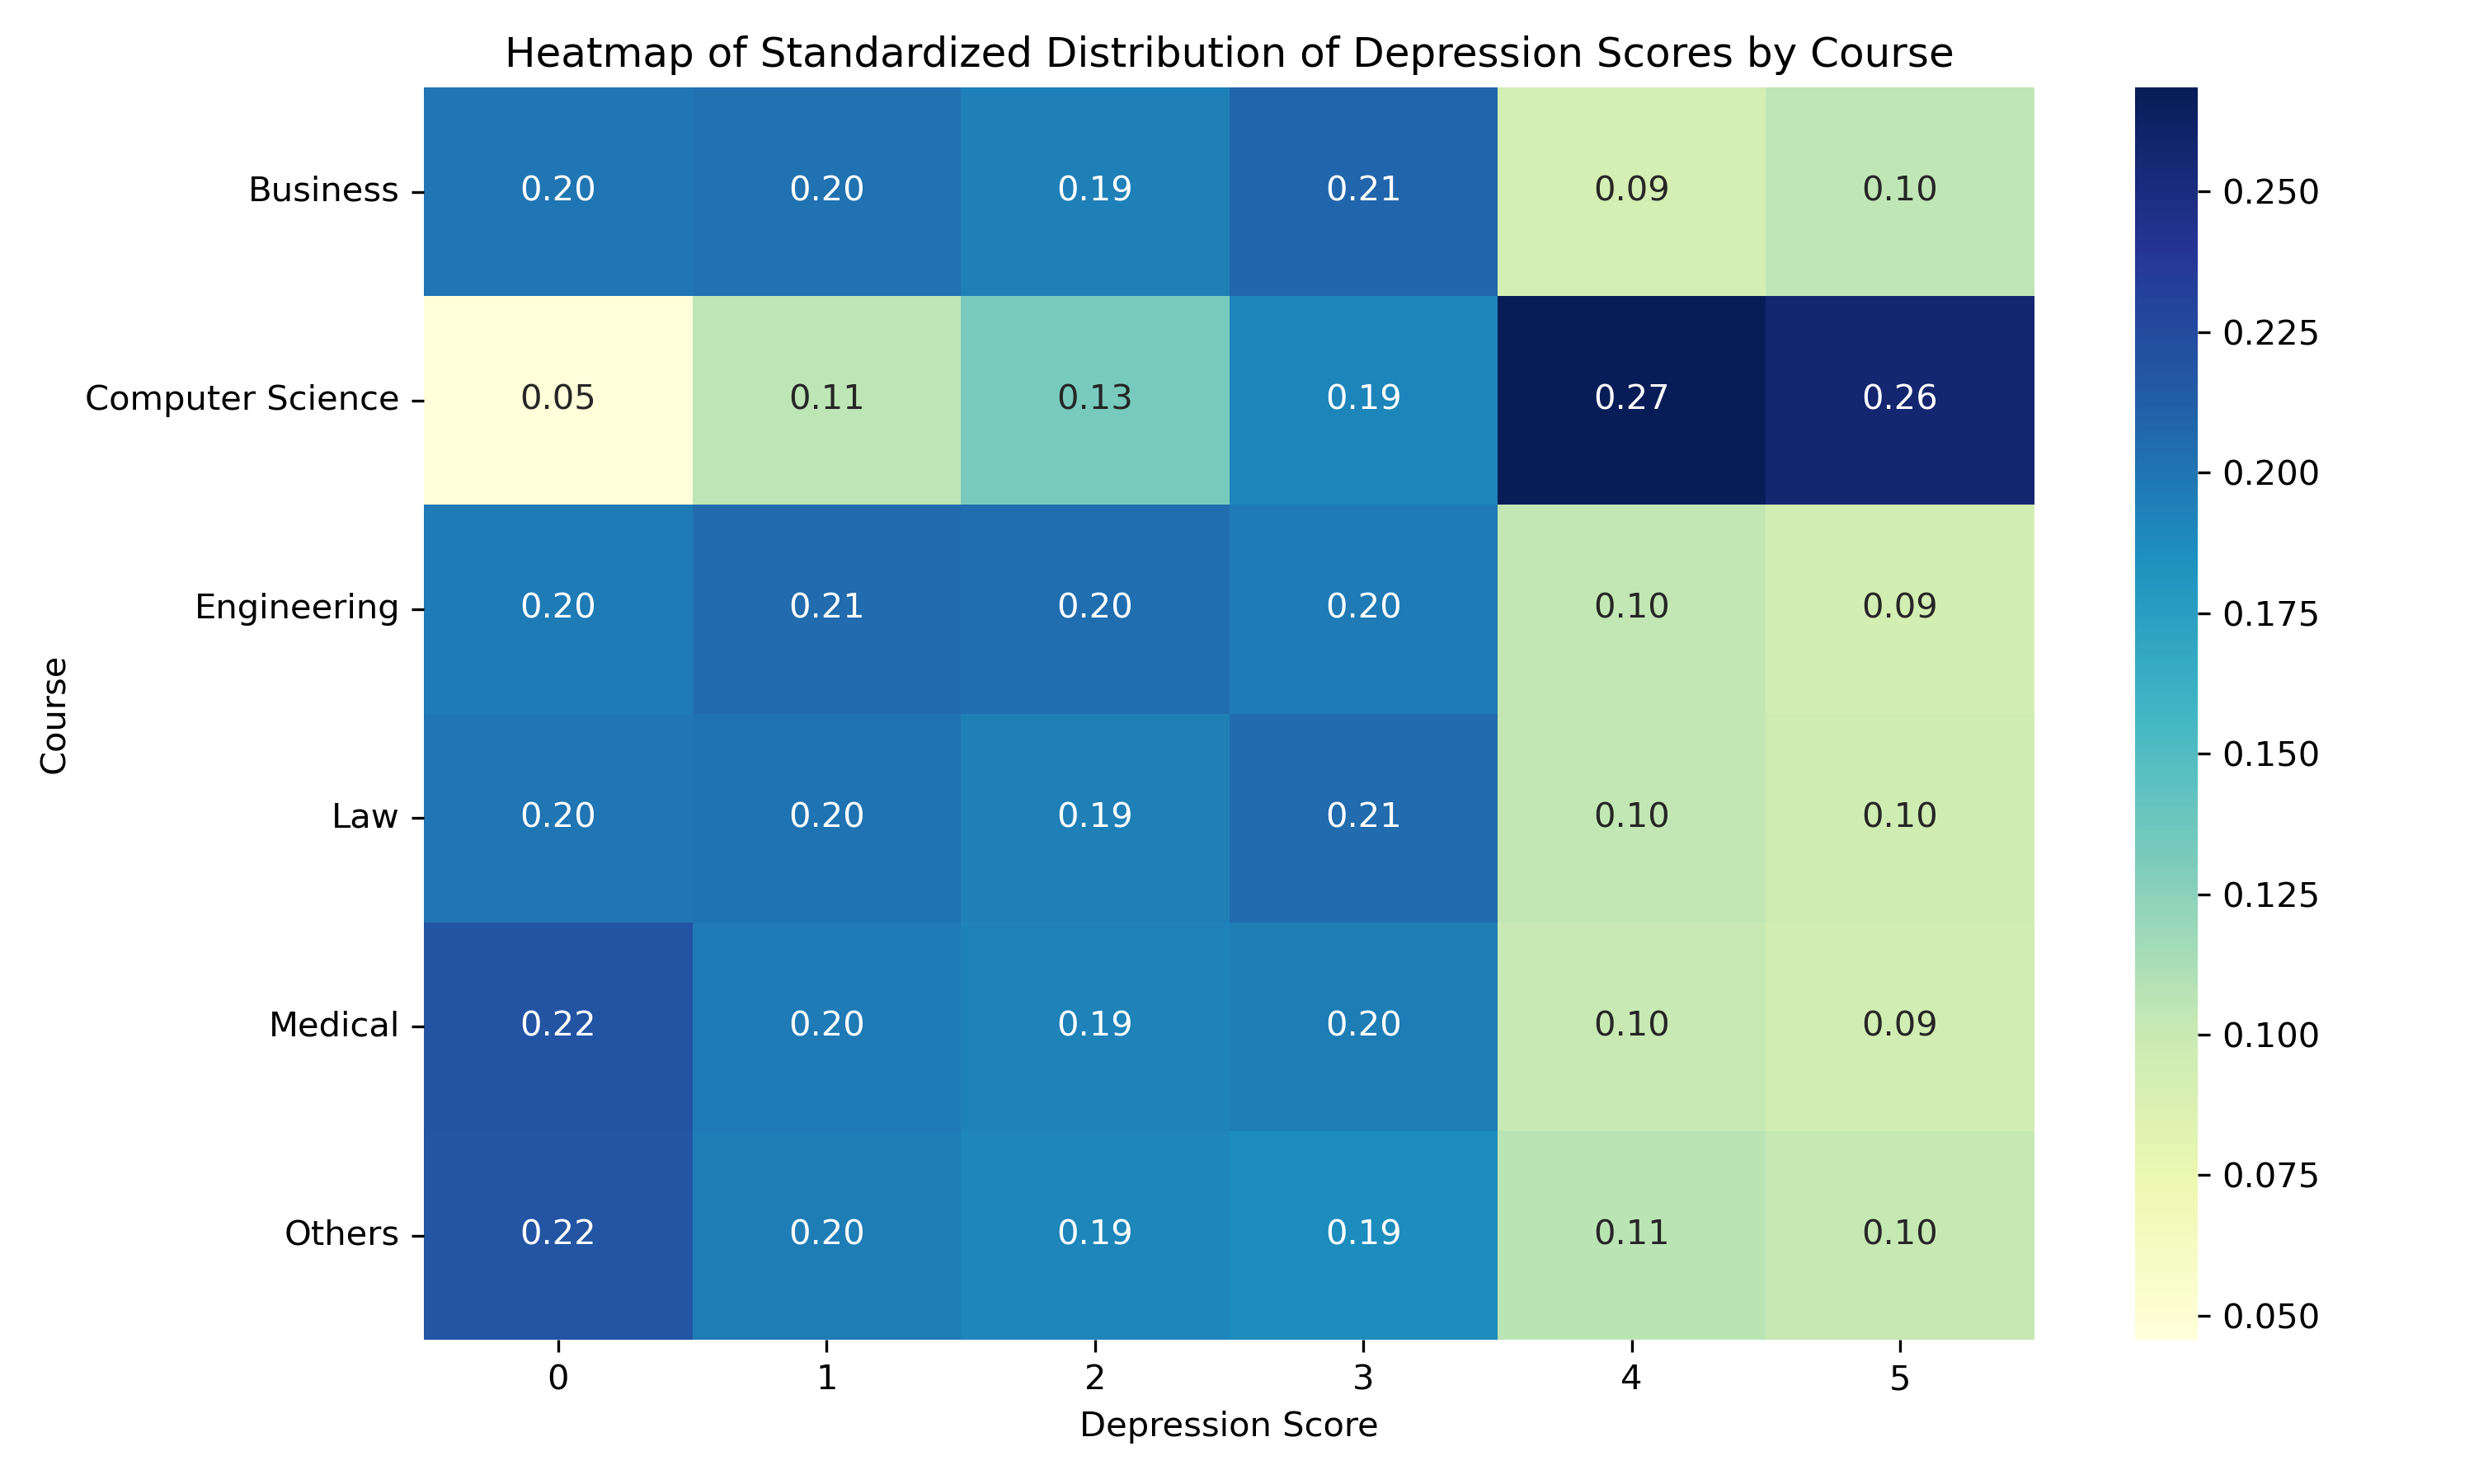 Heatmap of Standardized Distribution of Depression Scores by Course
Business 0.20 0.20 0.19 0.21 0.09 0.10
Computer Science 0.05 0.11 0.13 0.19 0.27 0.26
Engineering 0.20 0.21 0.20 0.20 0.10 0.09
Law 0.20 0.20 0.19 0.21 0.10 0.10
Medical 0.22 0.20 0.19 0.20 0.10 0.09
Others 0.22 0.20 0.19 0.19 0.11 0.10
Course
0 1 2 3 4 5
Depression Score
0.250
0.225
0.200
0.175
0.150
0.125
0.100
0.075
0.050